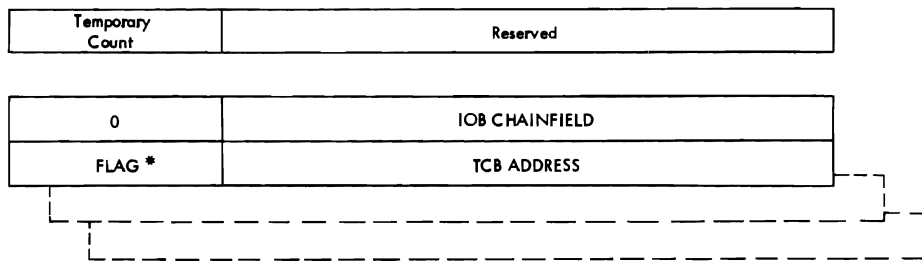 Temporary
Count
Reserved
0
IOB CHAINFIELD
FLAG *
TCB ADDRESS